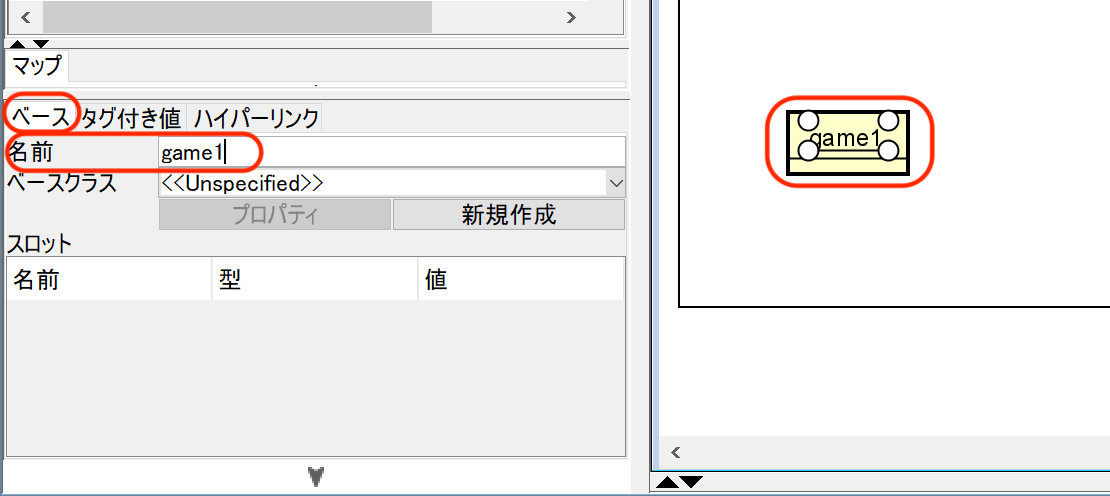 マップ
ベース タグ付き値 ハイパーリンク
名前 game1
ベースクラス <<Unspecified>>
プロパティ 新規作成
スロット
名前 型 値
game1